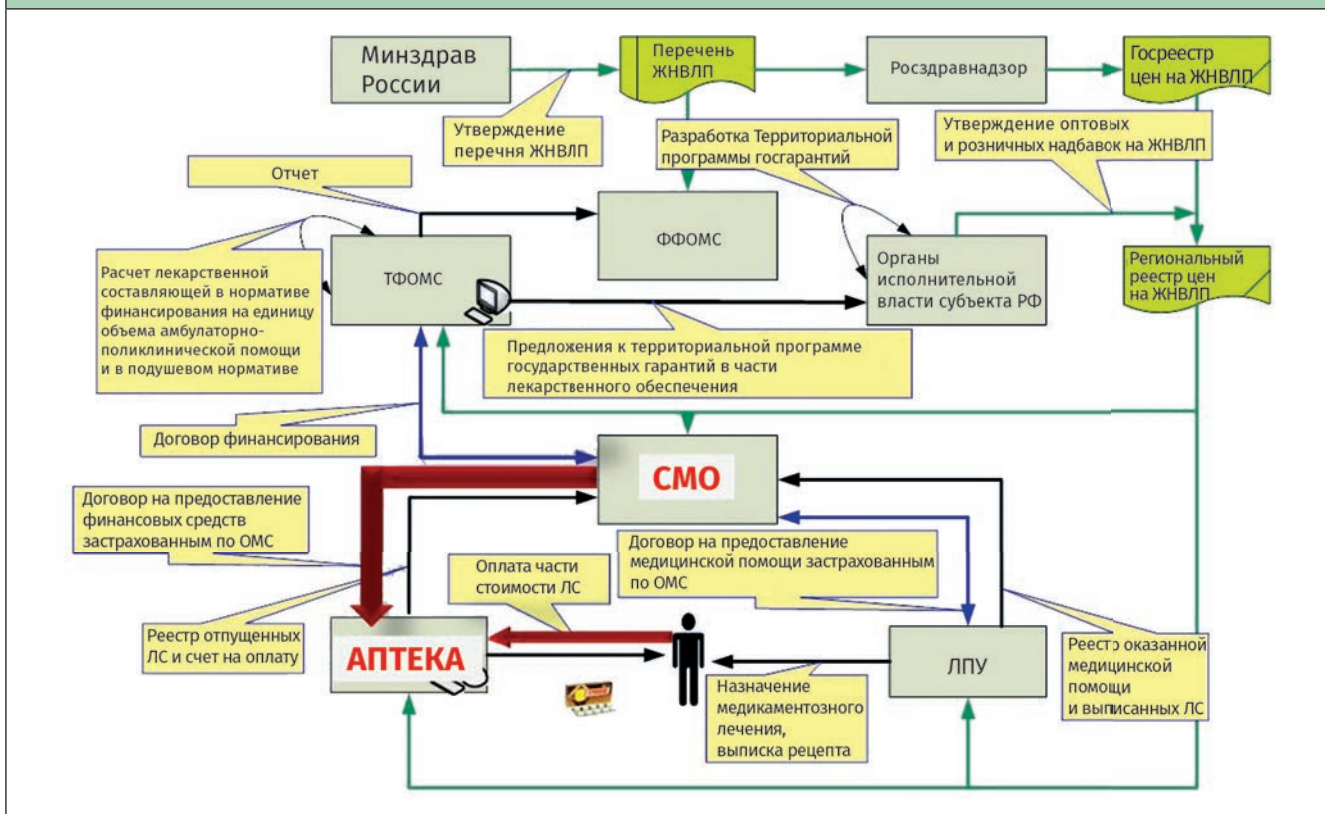 Минздрав
России
Перечень
ЖНВЛП
Росздравнадзор
Госреестр
цен на ЖНВЛП
Утверждение
перечня ЖНВЛП
Разработка Территориальной
программы госгарантий
Утверждение оптовых
и розничных надбавок на ЖНВЛП
Отчет
ТФОМС
ФФОМС
Органы
исполнительной
власти субъекта РФ
Региональный
реестр цен
на ЖНВЛП
Расчет лекарственной
составляющей в нормативе
финансирования на единицу
объема амбулаторно-
поликлинической помощи
и в подушевом нормативе
Предложения к территориальной программе
государственных гарантий в части
лекарственного обеспечения
Договор финансирования
СМО
Договор на предоставление
финансовых средств
застрахованным по ОМС
Оплата части
стоимости ЛС
Договор на предоставление
медицинской помощи застрахованным
по ОМС
Реестр отпущенных
ЛС и счет на оплату
АПТЕКА
ЛПУ
Назначение
медикаментозного
лечения,
выписка рецепта
Реестр оказанной
медицинской
помощи
и выписанных ЛС